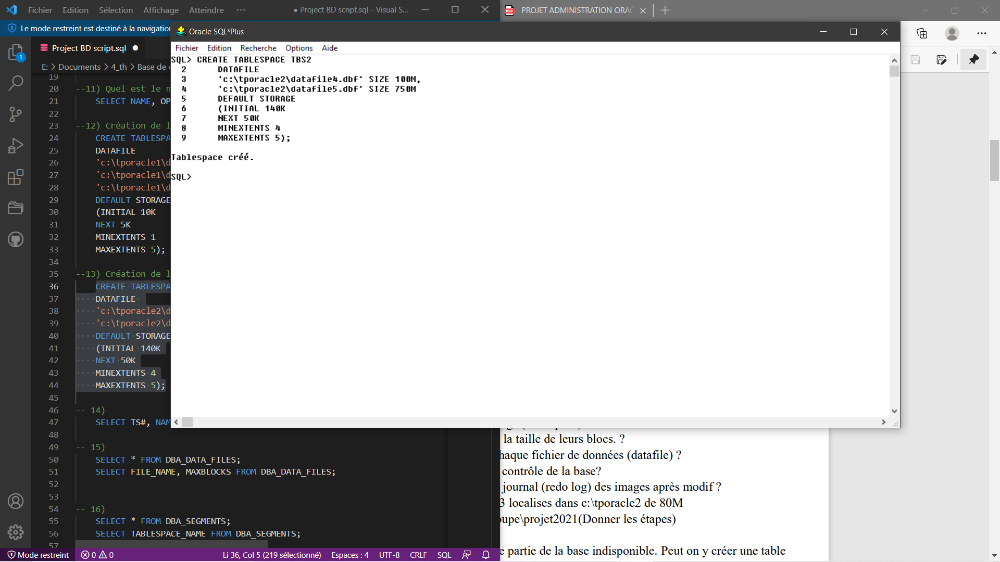 Fichier Edition Sélection Affichage Atteindre ··· ● Project BD script.sql - Visual S...
PROJET ADMINISTRATION ORAC
Le mode restreint est destiné à la navigation
Project BD script.sql ●
E: > Documents > 4_th > Base de
Oracle SQL*Plus
Fichier Edition Recherche Options Aide
SQL> CREATE TABLESPACE TBS2
2 DATAFILE
3 'c:\tporacle2\datafile4.dbf' SIZE 100M,
4 'c:\tporacle2\datafile5.dbf' SIZE 750M
5 DEFAULT STORAGE
6 (INITIAL 140K
7 NEXT 50K
8 MINEXTENTS 4
9 MAXEXTENTS 5);
Tablespace créé.
SQL>
1
19
20 --11) Quel est le n
21 SELECT NAME, OP
22
23 --12) Création de l
24 CREATE TABLESPA
25 DATAFILE
26 'c:\tporacle1\d
27 'c:\tporacle1\d
28 'c:\tporacle1\d
29 DEFAULT STORAGE
30 (INITIAL 10K
31 NEXT 5K
32 MINEXTENTS 1
33 MAXEXTENTS 5);
34
35 --13) Création de l
36 CREATE TABLESPA
37 DATAFILE
38 'c:\tporacle2\d
39 'c:\tporacle2\d
40 DEFAULT STORAGE
41 (INITIAL 140K
42 NEXT 50K
43 MINEXTENTS 4
44 MAXEXTENTS 5);
45
46 -- 14)
47 SELECT TS#, NAM
48
49 -- 15)
50 SELECT * FROM DBA_DATA_FILES;
51 SELECT FILE_NAME, MAXBLOCKS FROM DBA_DATA_FILES;
52
53
54 -- 16)
55 SELECT * FROM DBA_SEGMENTS;
56 SELECT TABLESPACE_NAME FROM DBA_SEGMENTS;
57
la taille de leurs blocs. ?
haque fichier de données (datafile) ?
contrôle de la base?
journal (redo log) des images après modif ?
3 localises dans c:\tporacle2 de 80M
oupe\projet2021(Donner les étapes)
e partie de la base indisponible. Peut on y créer une table
Mode restreint 0 0 Li 36, Col 5 (219 sélectionné) Espaces : 4 UTF-8 CRLF SQL